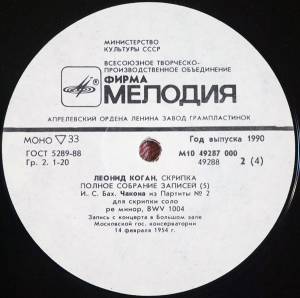 МИНИСТЕРСТВО
КУЛЬТУРЫ СССР
ВСЕСОЮЗНОЕ ТВОРЧЕСКО-
ПРОИЗВОДСТВЕННОЕ ОБЪЕДИНЕНИЕ
ФИРМА
МЕЛОДИЯ
АПРЕЛЕВСКИЙ ОРДЕНА ЛЕНИНА ЗАВОД ГРАМПЛАСТИНОК
МОНО ▽ 33
Год выпуска 1990
ГОСТ 5289-88
М10 49287 000
Гр. 2. 1-20
49288 2 (4)
ЛЕОНИД КОГАН, СКРИПКА
ПОЛНОЕ СОБРАНИЕ ЗАПИСЕЙ (5)
И. С. Бах. Чакона из Партиты № 2
для скрипки соло
ре минор, BWV 1004
Запись с концерта в Большом зале
Московской гос. консерватории
14 февраля 1954 г.